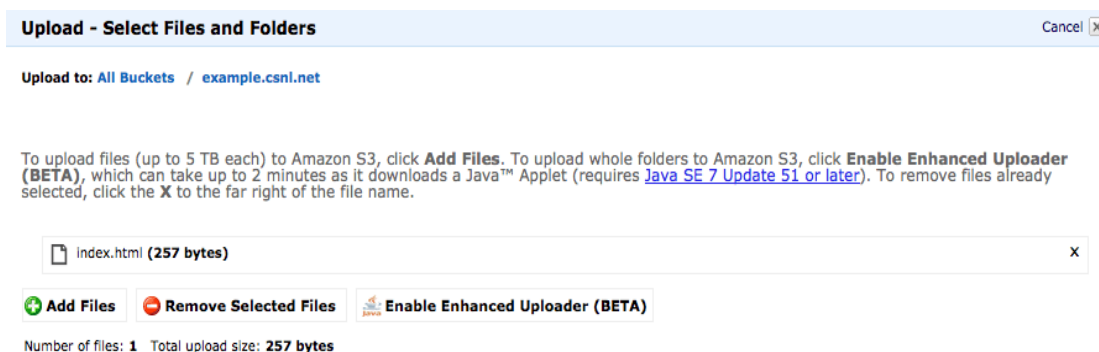 Upload - Select Files and Folders
Cancel x
Upload to: All Buckets / example.csnl.net
To upload files (up to 5 TB each) to Amazon S3, click Add Files. To upload whole folders to Amazon S3, click Enable Enhanced Uploader
(BETA), which can take up to 2 minutes as it downloads a Java™ Applet (requires Java SE 7 Update 51 or later). To remove files already
selected, click the X to the far right of the file name.
index.html (257 bytes) x
Add Files Remove Selected Files Enable Enhanced Uploader (BETA)
Number of files: 1 Total upload size: 257 bytes